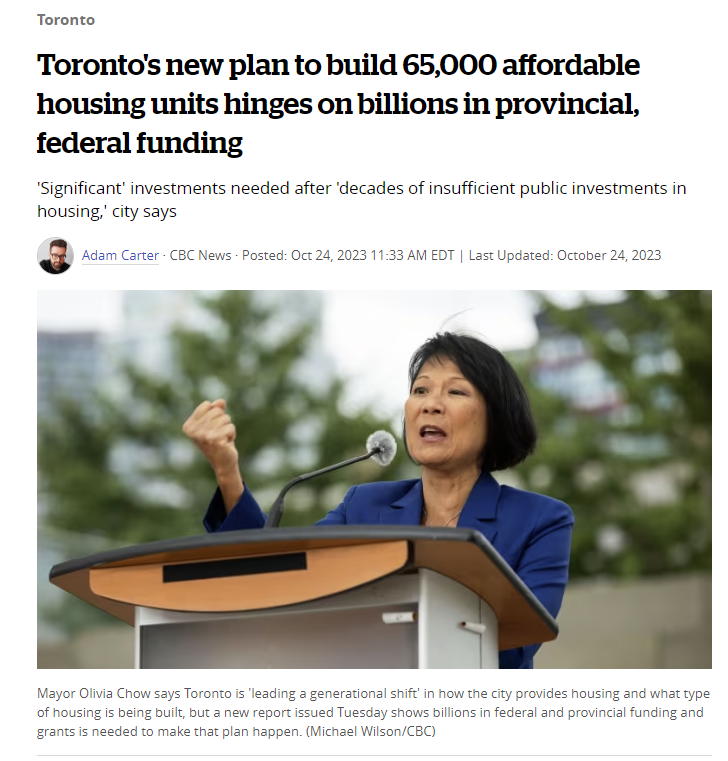 Toronto
Toronto's new plan to build 65,000 affordable
housing units hinges on billions in provincial,
federal funding
'Significant' investments needed after 'decades of insufficient public investments in
housing,' city says
Adam Carter · CBC News · Posted: Oct 24, 2023 11:33 AM EDT | Last Updated: October 24, 2023
Mayor Olivia Chow says Toronto is 'leading a generational shift' in how the city provides housing and what type
of housing is being built, but a new report issued Tuesday shows billions in federal and provincial funding and
grants is needed to make that plan happen. (Michael Wilson/CBC)